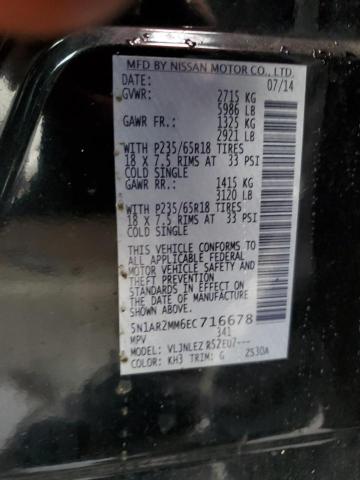 MFD BY NISSAN MOTOR CO., LTD.
DATE: 07/14
GVWR: 2715 KG
5986 LB
GAWR FR.: 1325 KG
2921 LB
WITH P235/65R18 TIRES
18 X 7.5 RIMS AT 33 PSI
COLD SINGLE
GAWR RR.: 1415 KG
3120 LB
WITH P235/65R18 TIRES
18 X 7.5 RIMS AT 33 PSI
COLD SINGLE
THIS VEHICLE CONFORMS TO
ALL APPLICABLE FEDERAL
MOTOR VEHICLE SAFETY
AND THEFT PREVENTION
STANDARDS IN EFFECT
ON THE DATE OF
MANUFACTURE SHOWN ABOVE.
5N1AR2MM6EC716678
MPV 341
MODEL: VLJNLEZ R52EU7---
COLOR: KH3 TRIM: G 2S30A